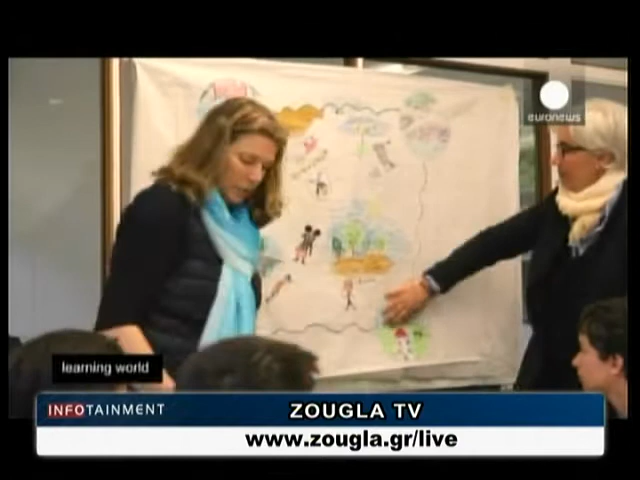 euronews
learning world
INFOTAINMENT
ZOUGLA TV
www.zougla.gr/live